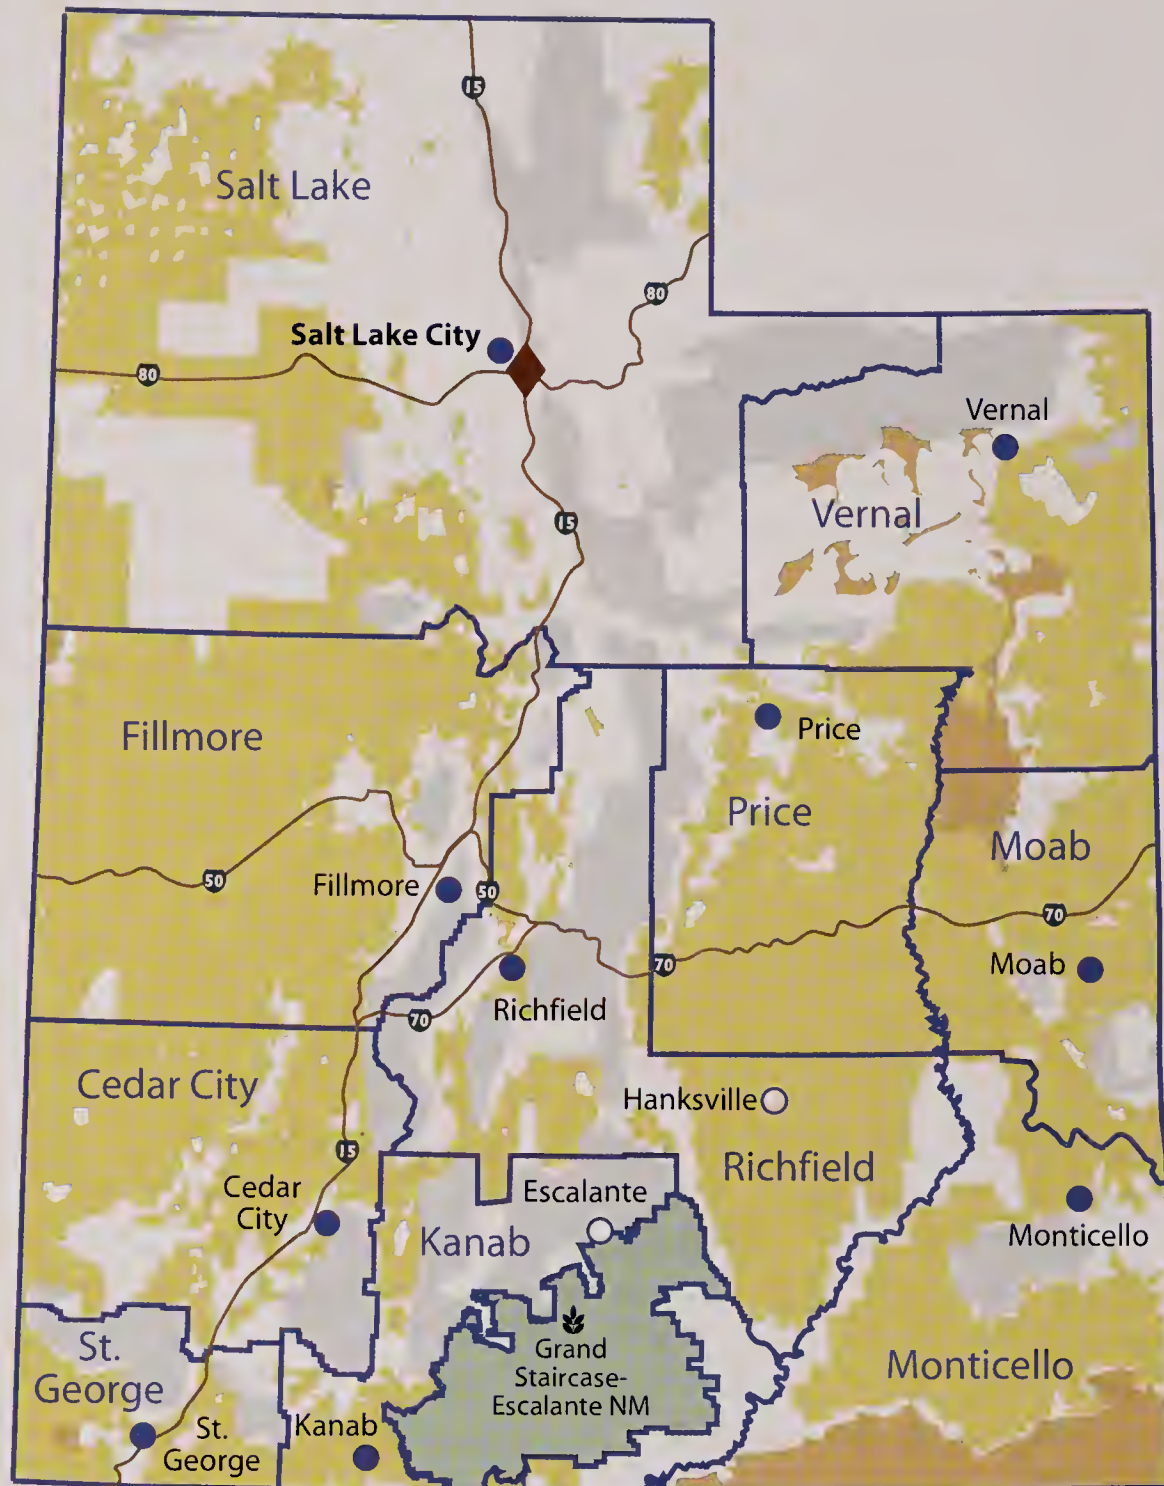 15
Salt Lake
80
Salt Lake City
80
Vernal
Vernal
15
Fillmore
Price
Price
Moab
50
Fillmore
50
70
Moab
70
Richfield
70
Cedar City
Hanksville
15
Richfield
Cedar
City
Escalante
Kanab
Monticello
Grand
Staircase-
Escalante NM
St.
George
Monticello
Kanab
St.
George